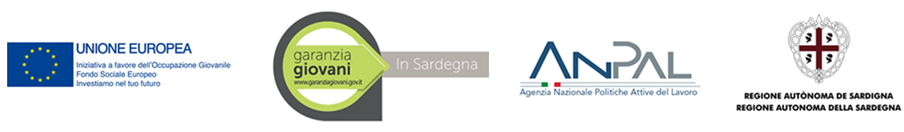 UNIONE EUROPEA
Iniziativa a favore dell'Occupazione Giovanile
Fondo Sociale Europeo
Investiamo nel tuo futuro
garanzia
giovani
www.garanziagiovani.gov.it
In Sardegna
ANPAL
Agenzia Nazionale Politiche Attive del Lavoro
REGIONE AUTÒNOMA DE SARDIGNA
REGIONE AUTONOMA DELLA SARDEGNA